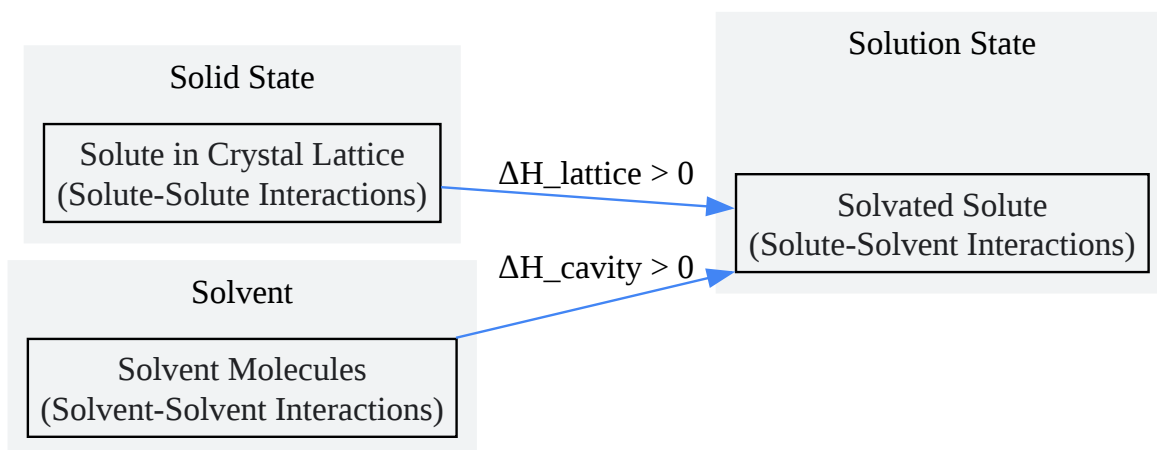 Solid State
Solute in Crystal Lattice
(Solute-Solute Interactions)
ΔH_lattice > 0
Solvent
Solvent Molecules
(Solvent-Solvent Interactions)
ΔH_cavity > 0
Solution State
Solvated Solute
(Solute-Solvent Interactions)